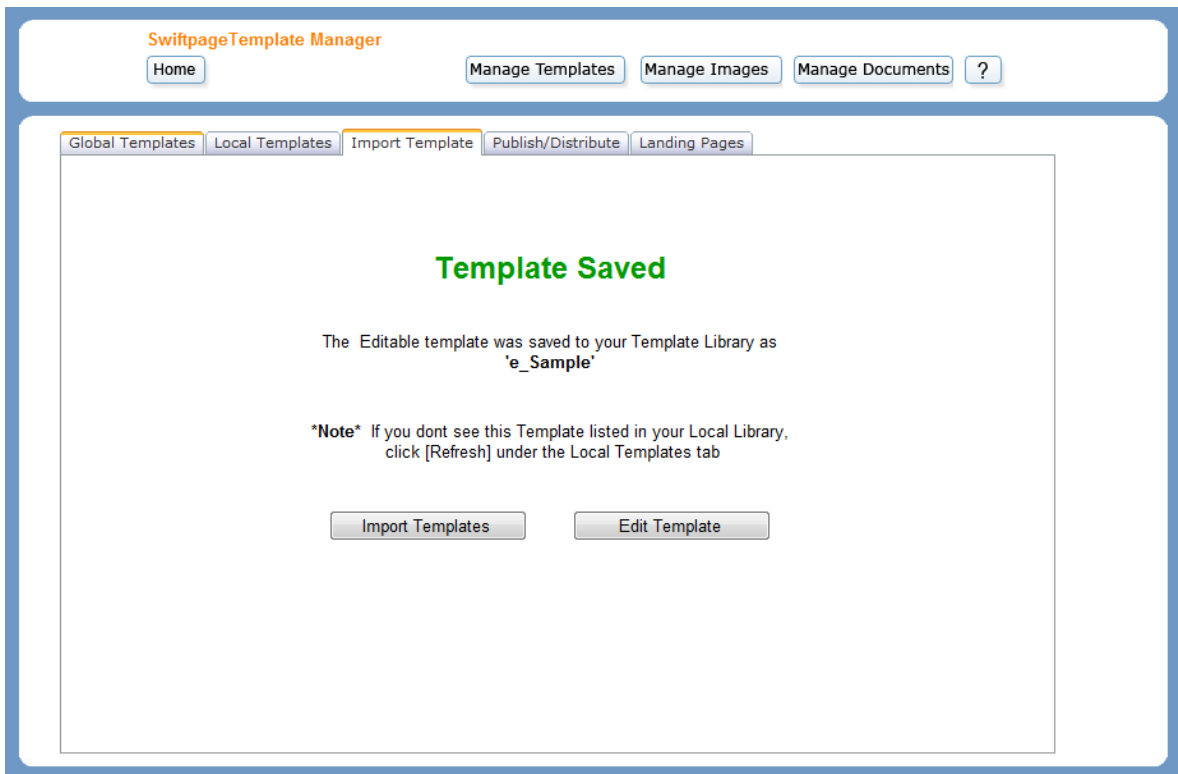 SwiftpageTemplate Manager
Home Manage Templates Manage Images Manage Documents ?
Global Templates Local Templates Import Template Publish/Distribute Landing Pages
Template Saved
The Editable template was saved to your Template Library as
'e_Sample'
*Note* If you dont see this Template listed in your Local Library,
click [Refresh] under the Local Templates tab
Import Templates Edit Template